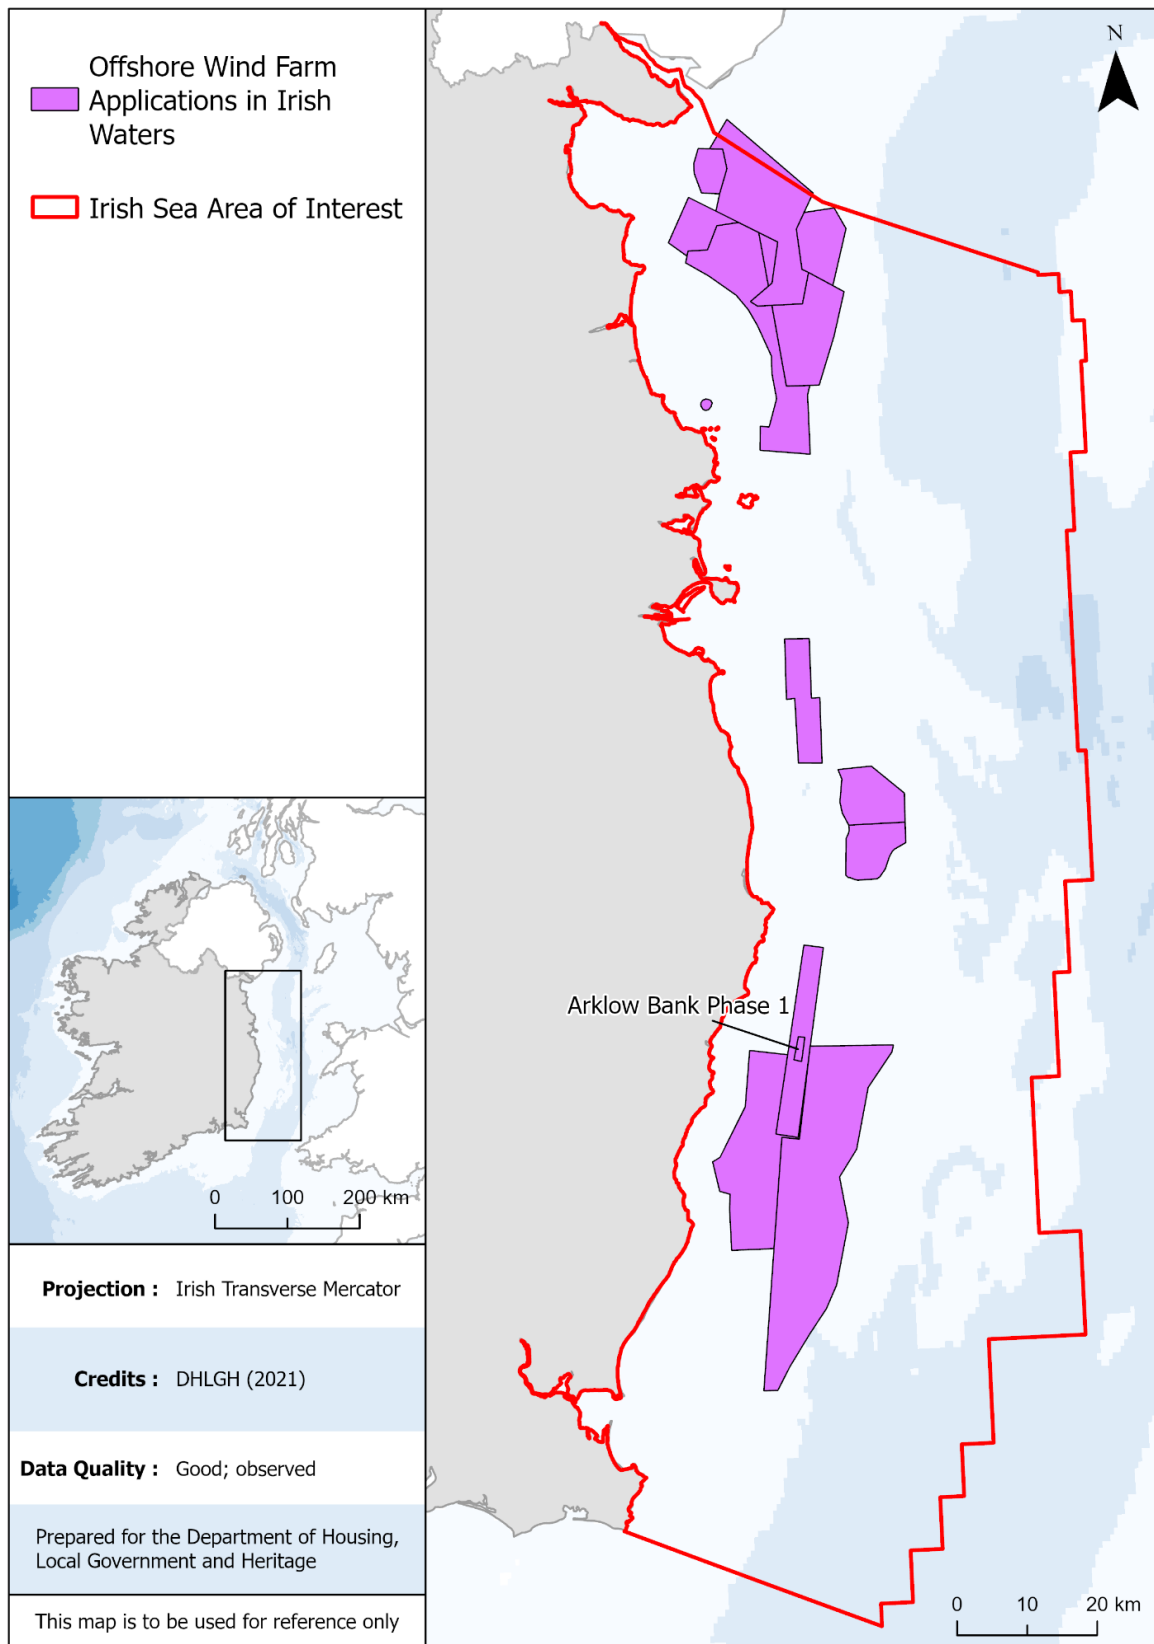 Offshore Wind Farm
Applications in Irish
Waters
Irish Sea Area of Interest
N
Arklow Bank Phase 1
0 100 200 km
Projection : Irish Transverse Mercator
Credits : DHLGH (2021)
Data Quality : Good; observed
Prepared for the Department of Housing,
Local Government and Heritage
This map is to be used for reference only
0 10 20 km